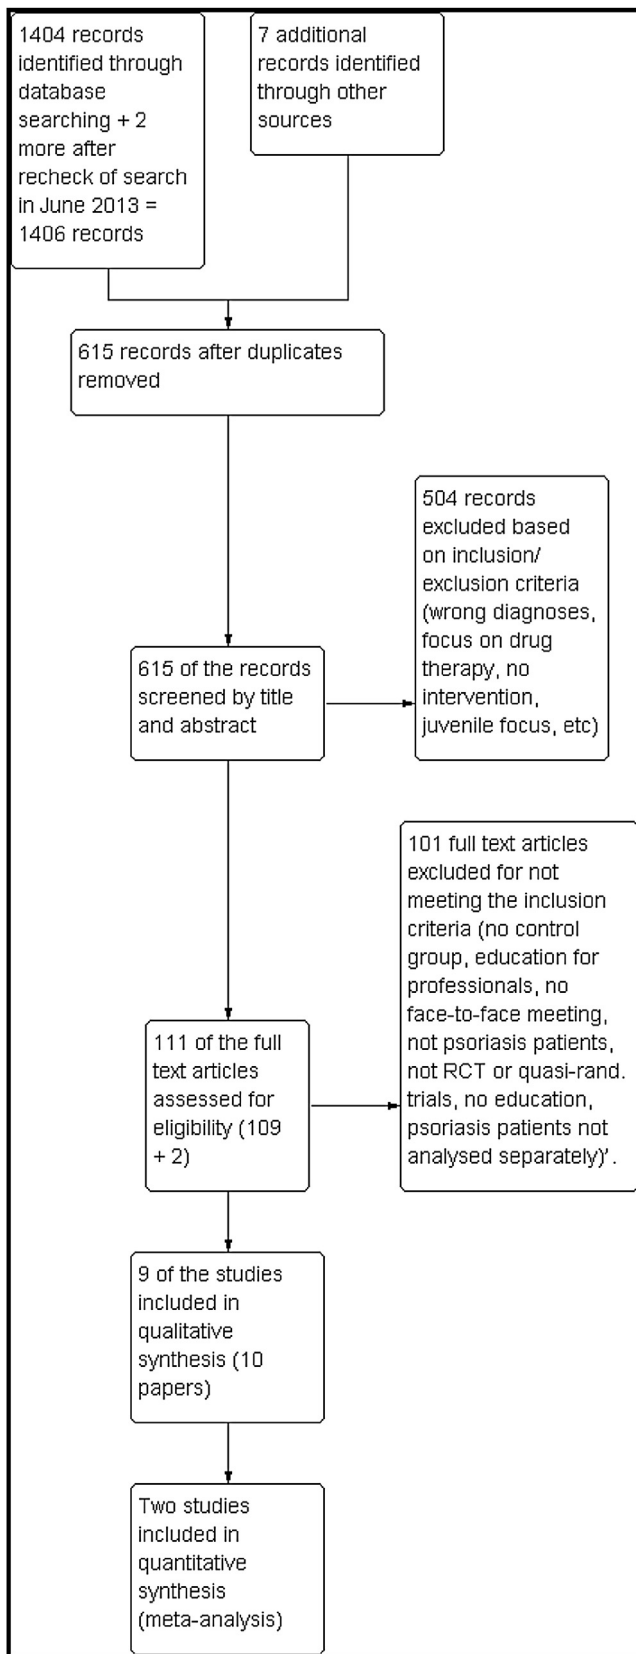 1404 records
identified through
database
searching + 2
more after
recheck of search
in June 2013 =
1406 records
7 additional
records identified
through other
sources
615 records after duplicates
removed
504 records
excluded based
on inclusion/
exclusion criteria
(wrong diagnoses,
focus on drug
therapy, no
intervention,
juvenile focus, etc)
615 of the records
screened by title
and abstract
101 full text articles
excluded for not
meeting the inclusion
criteria (no control
group, education for
professionals, no
face-to-face meeting,
not psoriasis patients,
not RCT or quasi-rand.
trials, no education,
psoriasis patients not
analysed separately)’.
111 of the full
text articles
assessed for
eligibility (109
+ 2)
9 of the studies
included in
qualitative
synthesis (10
papers)
Two studies
included in
quantitative
synthesis
(meta-analysis)